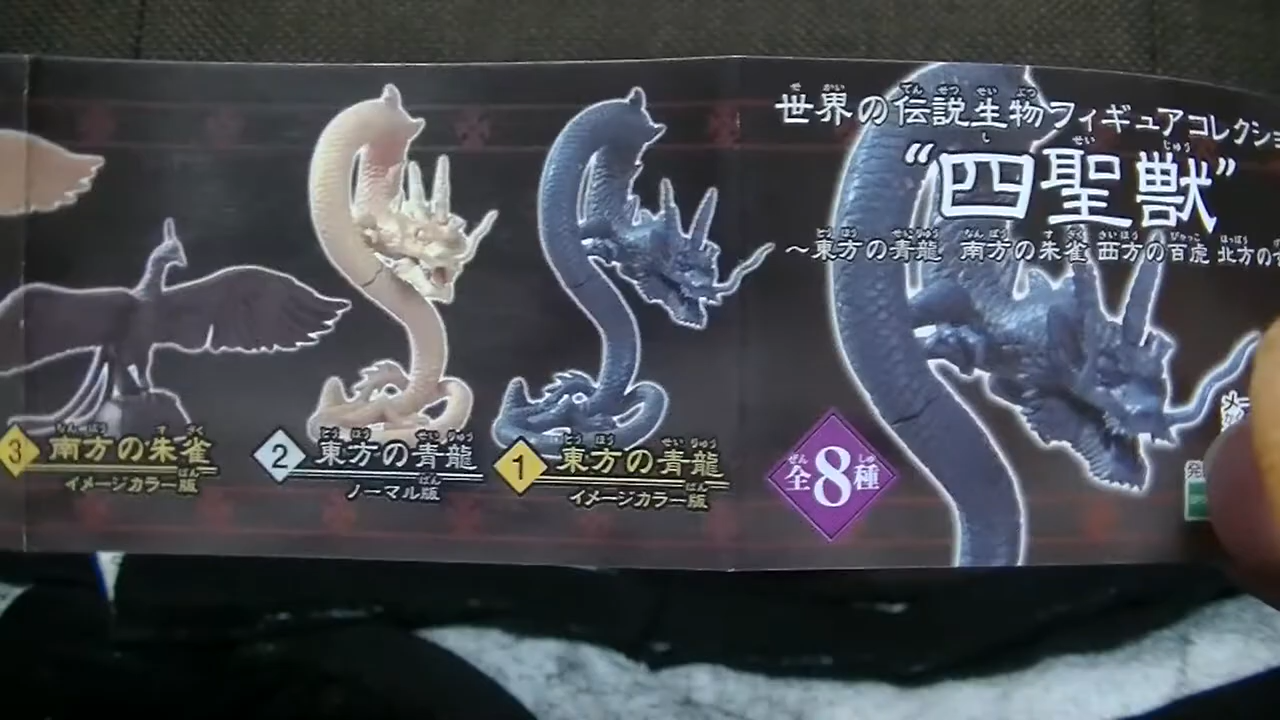 世界の伝説生物フィギュアコレクショ
“四聖獣”
～東方の青龍 南方の朱雀 西方の百虎 北方の
全8種
1 東方の青龍
イメージカラー版
2 東方の青龍
ノーマル版
3 南方の朱雀
イメージカラー版
発